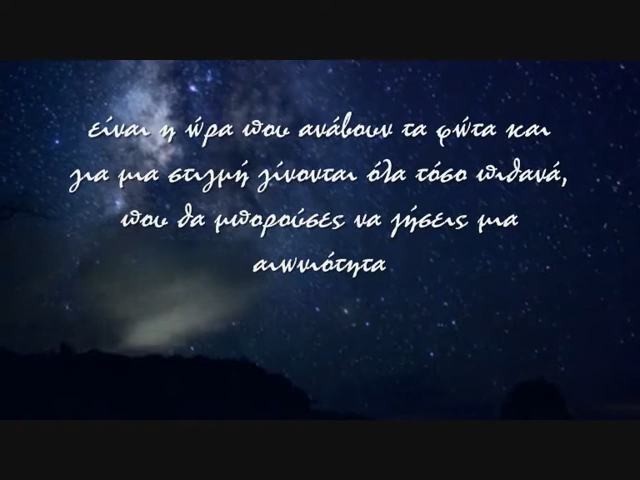 είναι η ώρα που ανάβουν τα φώτα και
για μια στιγμή γίνονται όλα τόσο πιθανά,
που θα μπορούσες να ζήσεις μια
αιωνιότητα